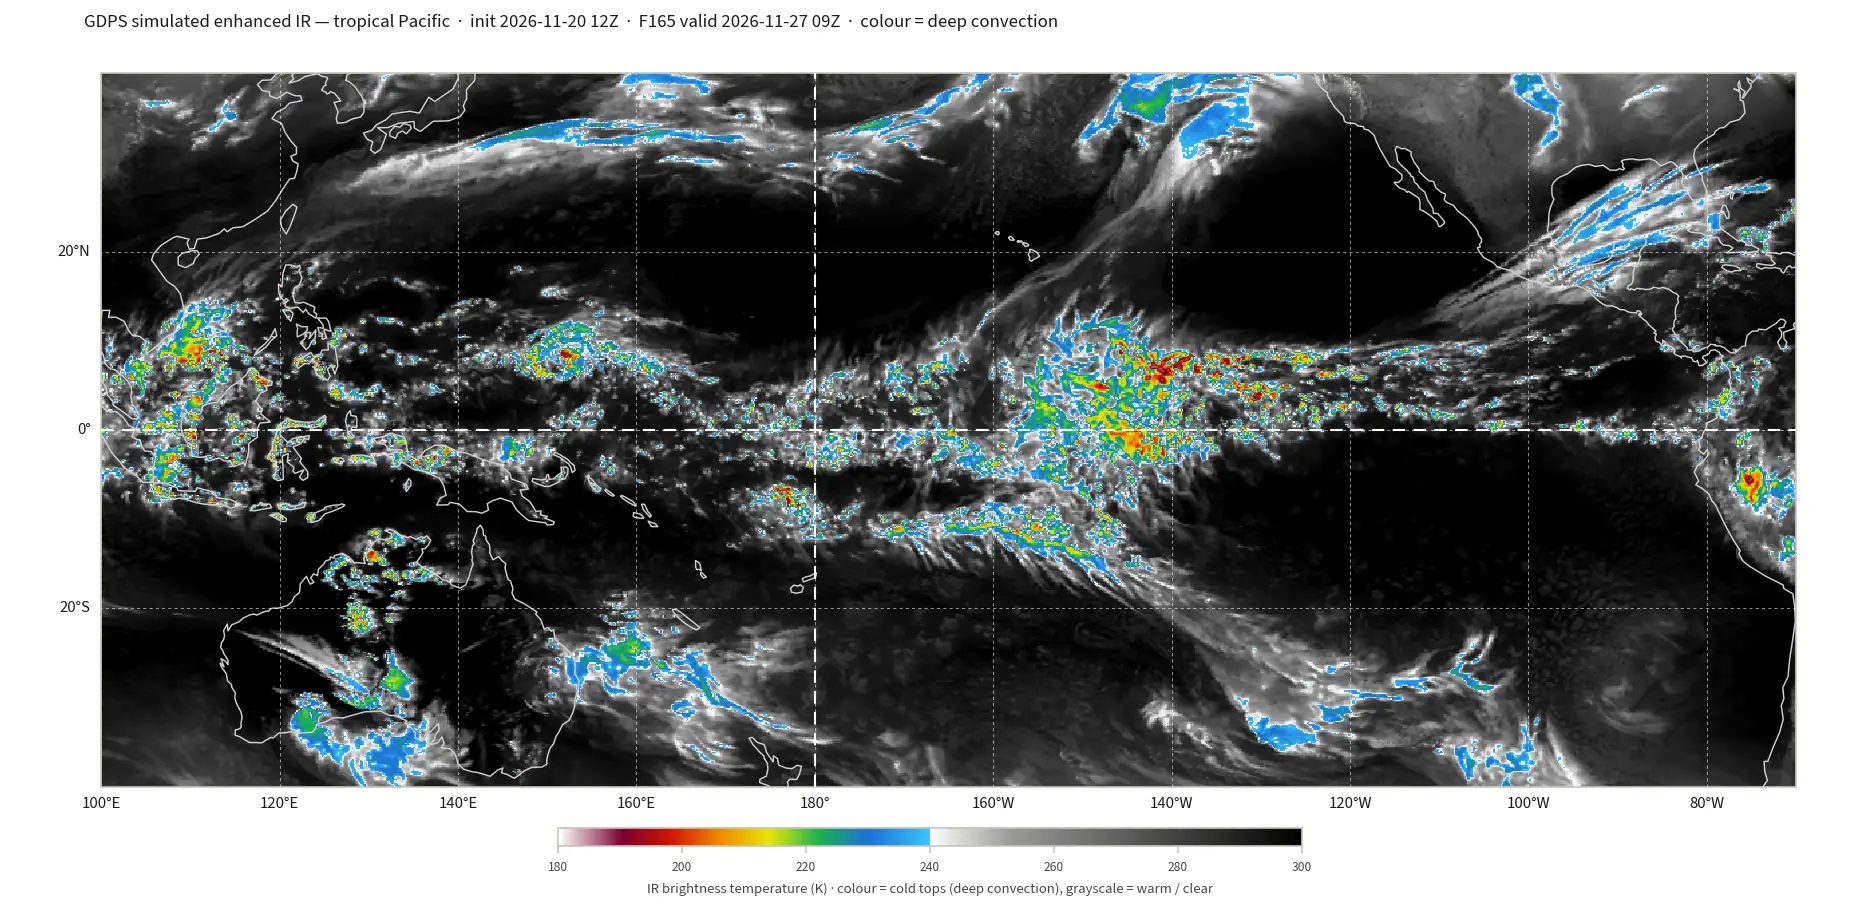 GDPS simulated enhanced IR — tropical Pacific · init 2026-11-20 12Z · F165 valid 2026-11-27 09Z · colour = deep convection
20°N
0°
20°S
100°E 120°E 140°E 160°E 180° 160°W 140°W 120°W 100°W 80°W
180 200 220 240 260 280 300
IR brightness temperature (K) · colour = cold tops (deep convection), grayscale = warm / clear